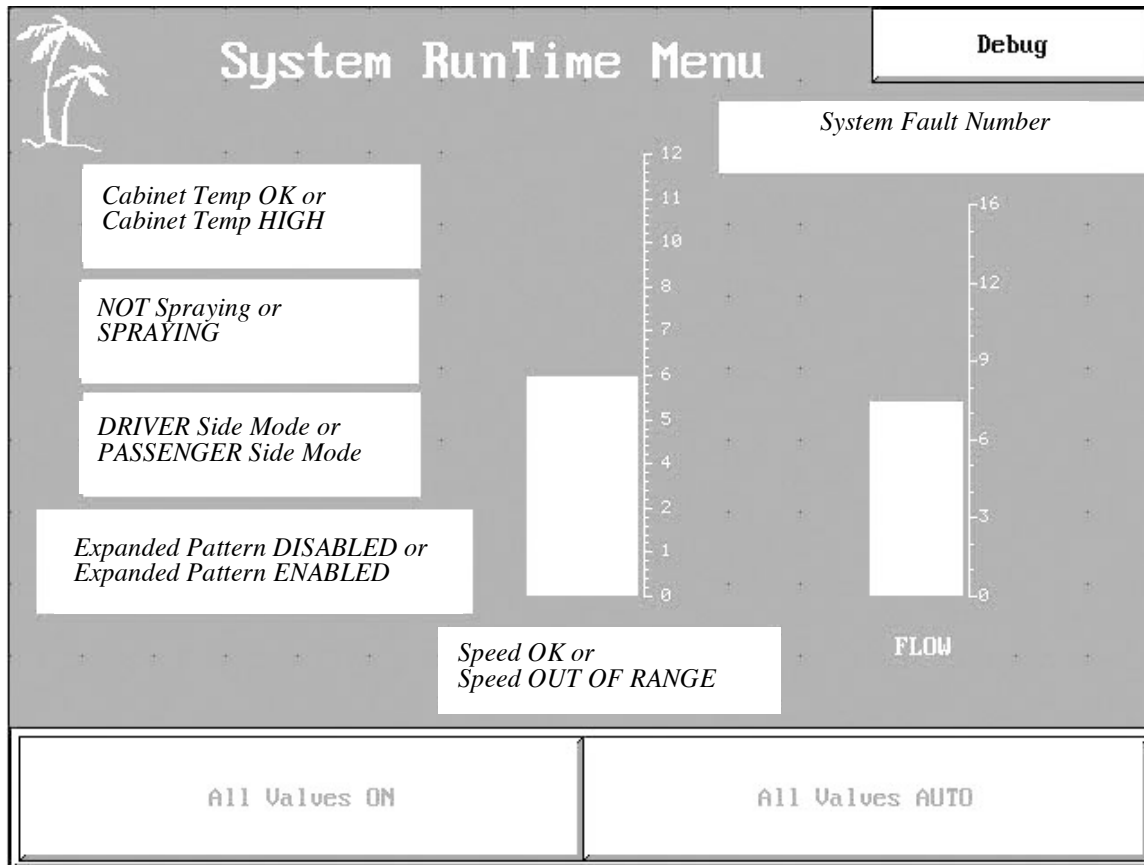 System RunTime Menu
Debug
System Fault Number
Cabinet Temp OK or
Cabinet Temp HIGH
NOT Spraying or
SPRAYING
DRIVER Side Mode or
PASSENGER Side Mode
Expanded Pattern DISABLED or
Expanded Pattern ENABLED
12
11
10
8
7
6
5
4
2
1
0
16
12
9
6
3
0
Speed OK or
Speed OUT OF RANGE
FLOW
All Valves ON
All Valves AUTO